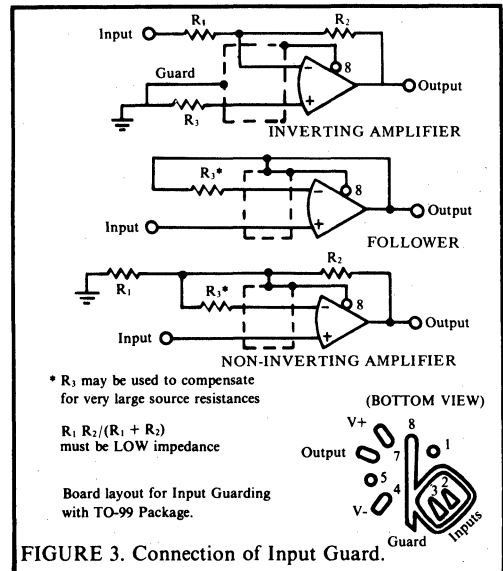 R₁
R₂
Input
8
Guard
−
+
Output
R₃
INVERTING AMPLIFIER
R₃*
8
−
+
Output
Input
FOLLOWER
R₂
R₁
R₃*
8
−
+
Output
Input
NON-INVERTING AMPLIFIER
* R₃ may be used to compensate
for very large source resistances
R₁ R₂/(R₁ + R₂)
must be LOW impedance
Board layout for Input Guarding
with TO-99 Package.
(BOTTOM VIEW)
V+
8
1
Output
7
5
2
3
4
V-
Inputs
Guard
FIGURE 3. Connection of Input Guard.